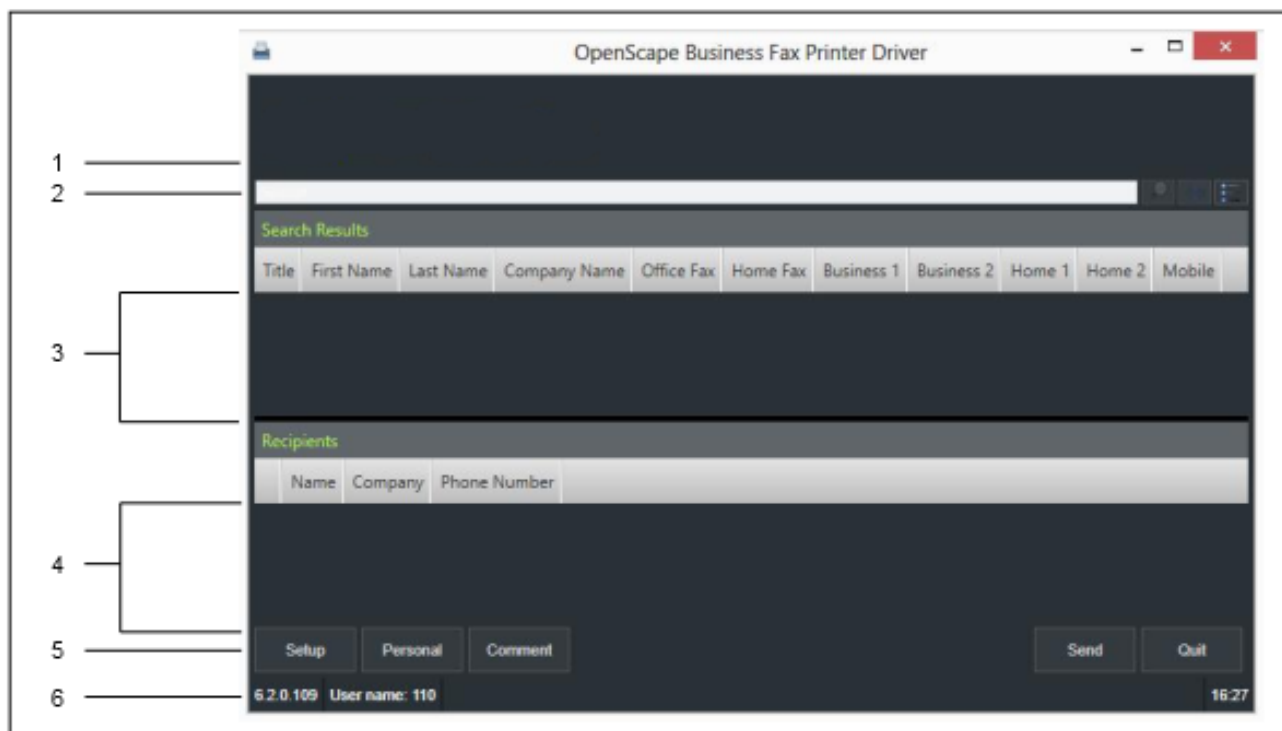 OpenScape Business Fax Printer Driver
1
2
Search Results
Title First Name Last Name Company Name Office Fax Home Fax Business 1 Business 2 Home 1 Home 2 Mobile
3
Recipients
Name Company Phone Number
4
5 Setup Personal Comment Send Quit
6 6.2.0.109 User name: 110 16:27